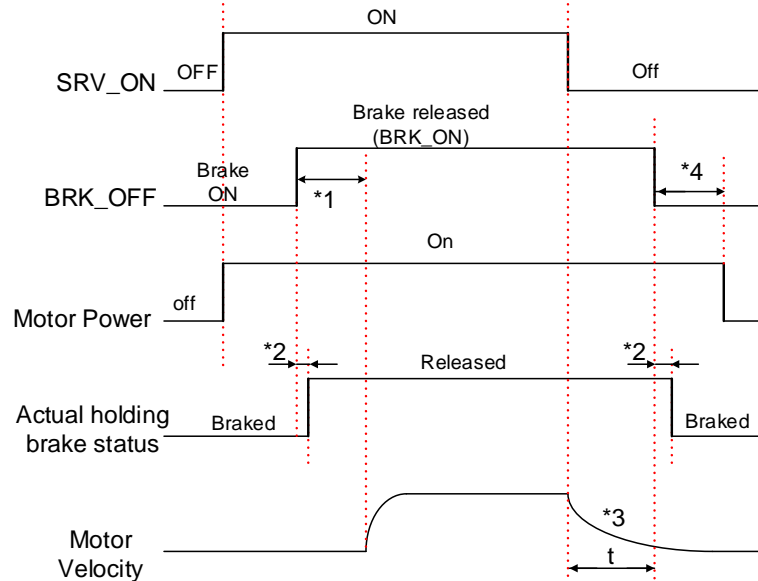 ON
OFF
Off
SRV_ON
Brake released
(BRK_ON)
Brake
ON
*1
*4
BRK_OFF
On
off
Motor Power
*2
Released
*2
Actual holding
brake status
Braked
Braked
*3
Motor
Velocity
t